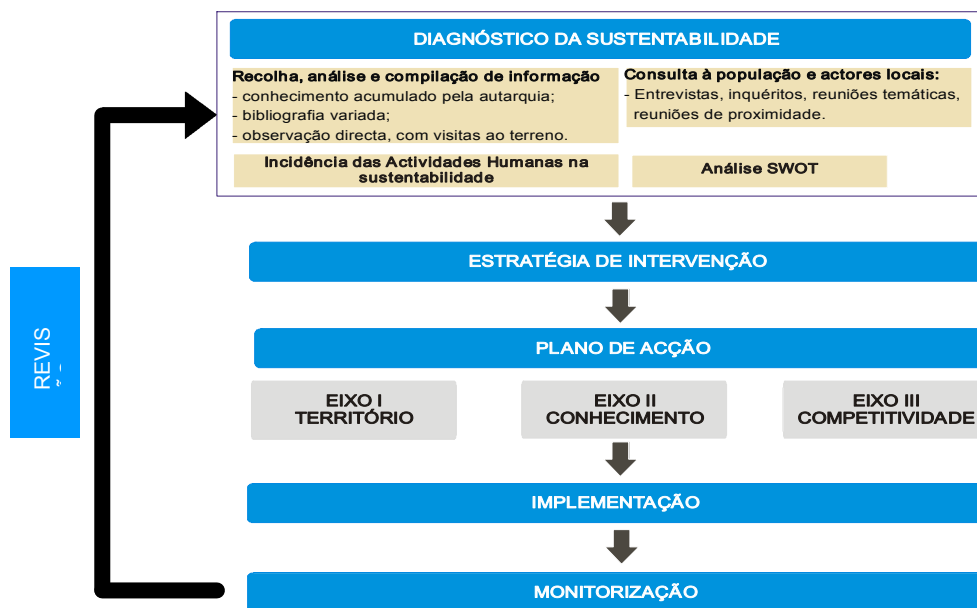 DIAGNÓSTICO DA SUSTENTABILIDADE
Recolha, análise e compilação de informação
- conhecimento acumulado pela autarquia;
- bibliografia variada;
- observação directa, com visitas ao terreno.
Consulta à população e actores locais:
- Entrevistas, inquéritos, reuniões temáticas,
reuniões de proximidade.
Incidência das Actividades Humanas na
sustentabilidade
Análise SWOT
ESTRATÉGIA DE INTERVENÇÃO
PLANO DE ACÇÃO
EIXO I
TERRITÓRIO
EIXO II
CONHECIMENTO
EIXO III
COMPETITIVIDADE
IMPLEMENTAÇÃO
MONITORIZAÇÃO
REVIS